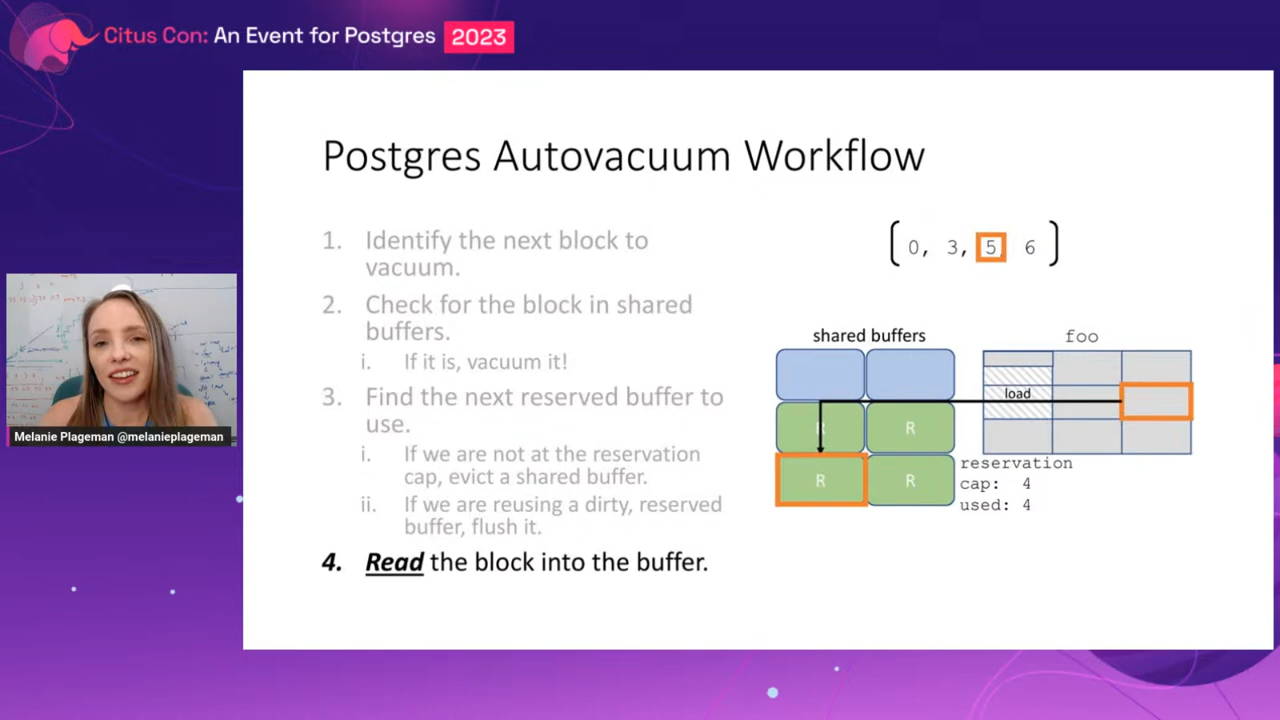 Citus Con: An Event for Postgres 2023
Postgres Autovacuum Workflow
1. Identify the next block to
vacuum.
2. Check for the block in shared
buffers.
i. If it is, vacuum it!
3. Find the next reserved buffer to
use.
i. If we are not at the reservation
cap, evict a shared buffer.
ii. If we are reusing a dirty, reserved
buffer, flush it.
4. Read the block into the buffer.
[0, 3, 5, 6]
shared buffers
foo
load
R R
R R
reservation
cap: 4
used: 4
Melanie Plageman @melanieplageman